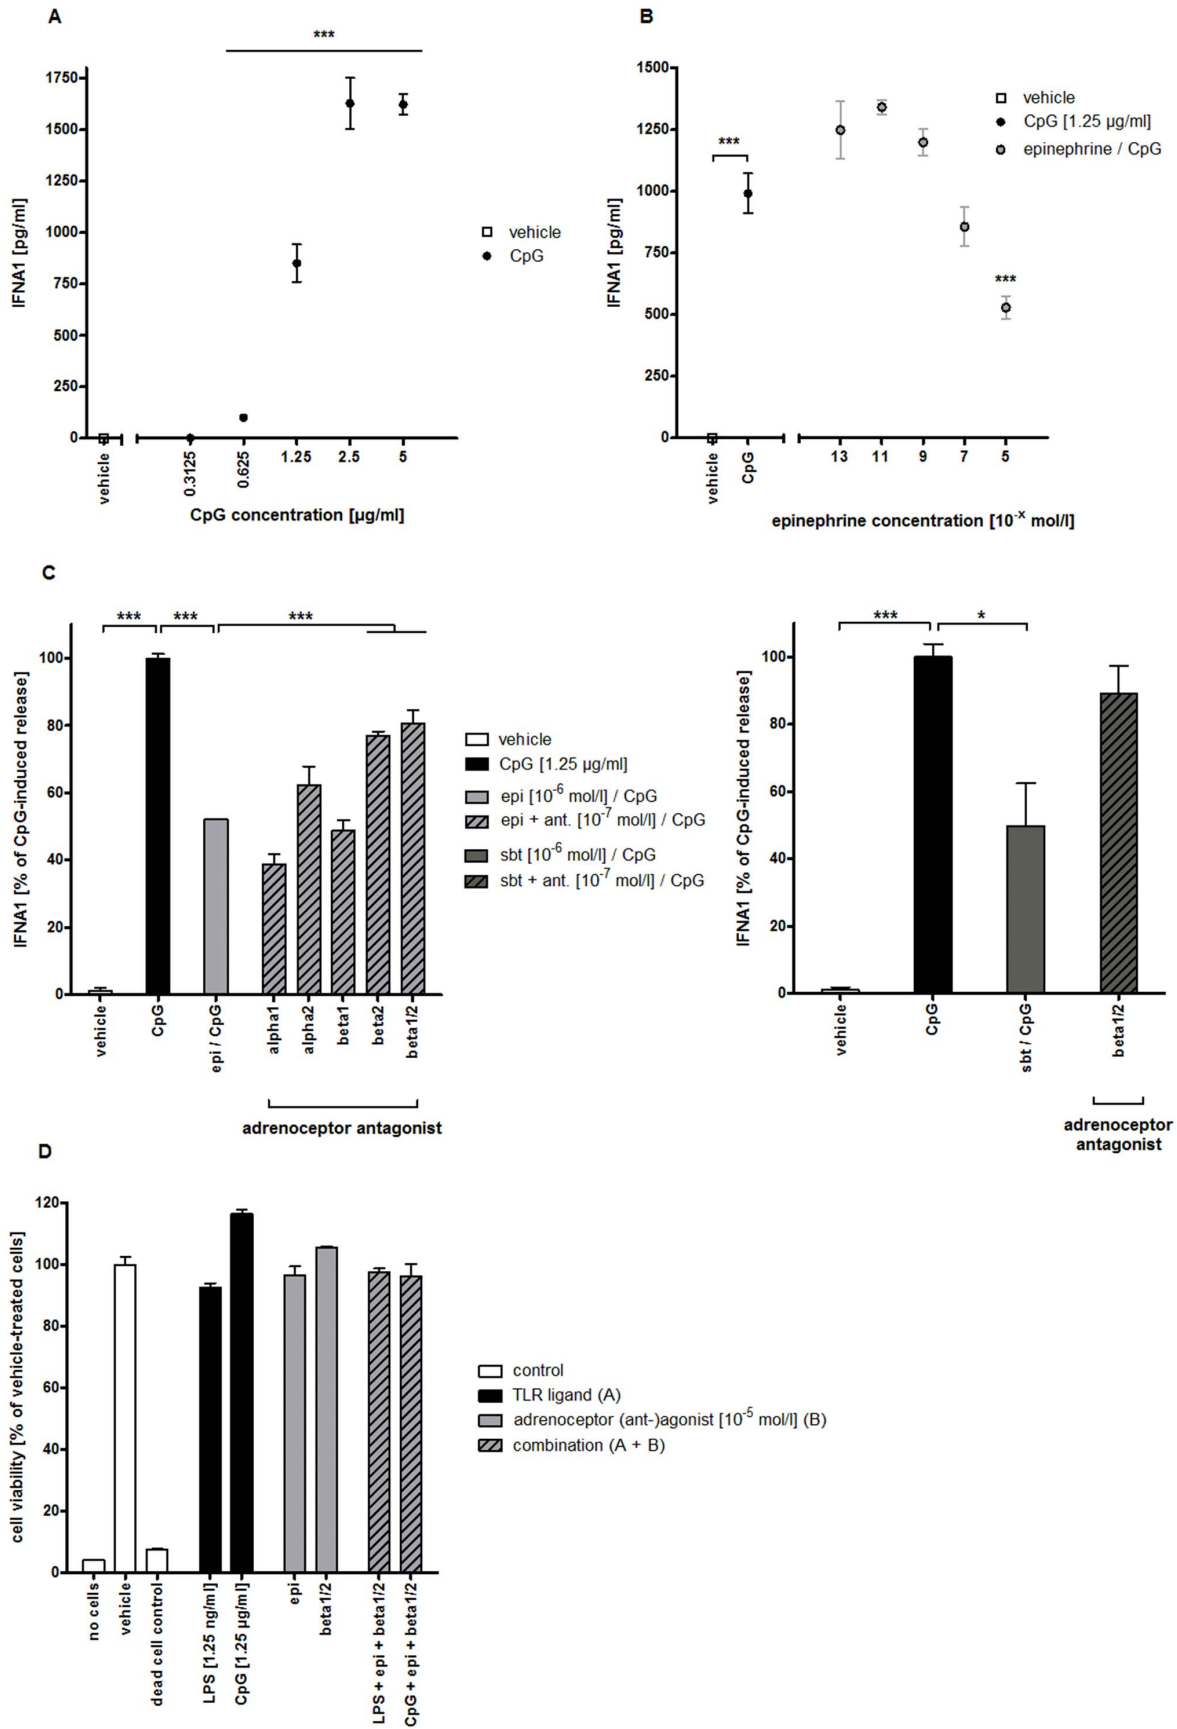 A
***
IFNA1 [pg/ml]
1750
1500
1250
1000
750
500
250
0
vehicle
0.3125
0.625
1.25
2.5
5
CpG concentration [µg/ml]
vehicle
CpG
B
IFNA1 [pg/ml]
1500
1250
1000
750
500
250
0
***
***
vehicle
CpG
13
11
9
7
5
epinephrine concentration [10-x mol/l]
vehicle
CpG [1.25 µg/ml]
epinephrine / CpG
C
*** *** ***
IFNA1 [% of CpG-induced release]
100
80
60
40
20
0
vehicle
CpG
epi / CpG
alpha1
alpha2
beta1
beta2
beta1/2
adrenoceptor antagonist
vehicle
CpG [1.25 µg/ml]
epi [10-6 mol/l] / CpG
epi + ant. [10-7 mol/l] / CpG
sbt [10-6 mol/l] / CpG
sbt + ant. [10-7 mol/l] / CpG
*** *
IFNA1 [% of CpG-induced release]
100
80
60
40
20
0
vehicle
CpG
sbt / CpG
beta1/2
adrenoceptor
antagonist
D
cell viability [% of vehicle-treated cells]
120
100
80
60
40
20
0
no cells
vehicle
dead cell control
LPS [1.25 ng/ml]
CpG [1.25 µg/ml]
epi
beta1/2
LPS + epi + beta1/2
CpG + epi + beta1/2
control
TLR ligand (A)
adrenoceptor (ant-)agonist [10-5 mol/l] (B)
combination (A + B)